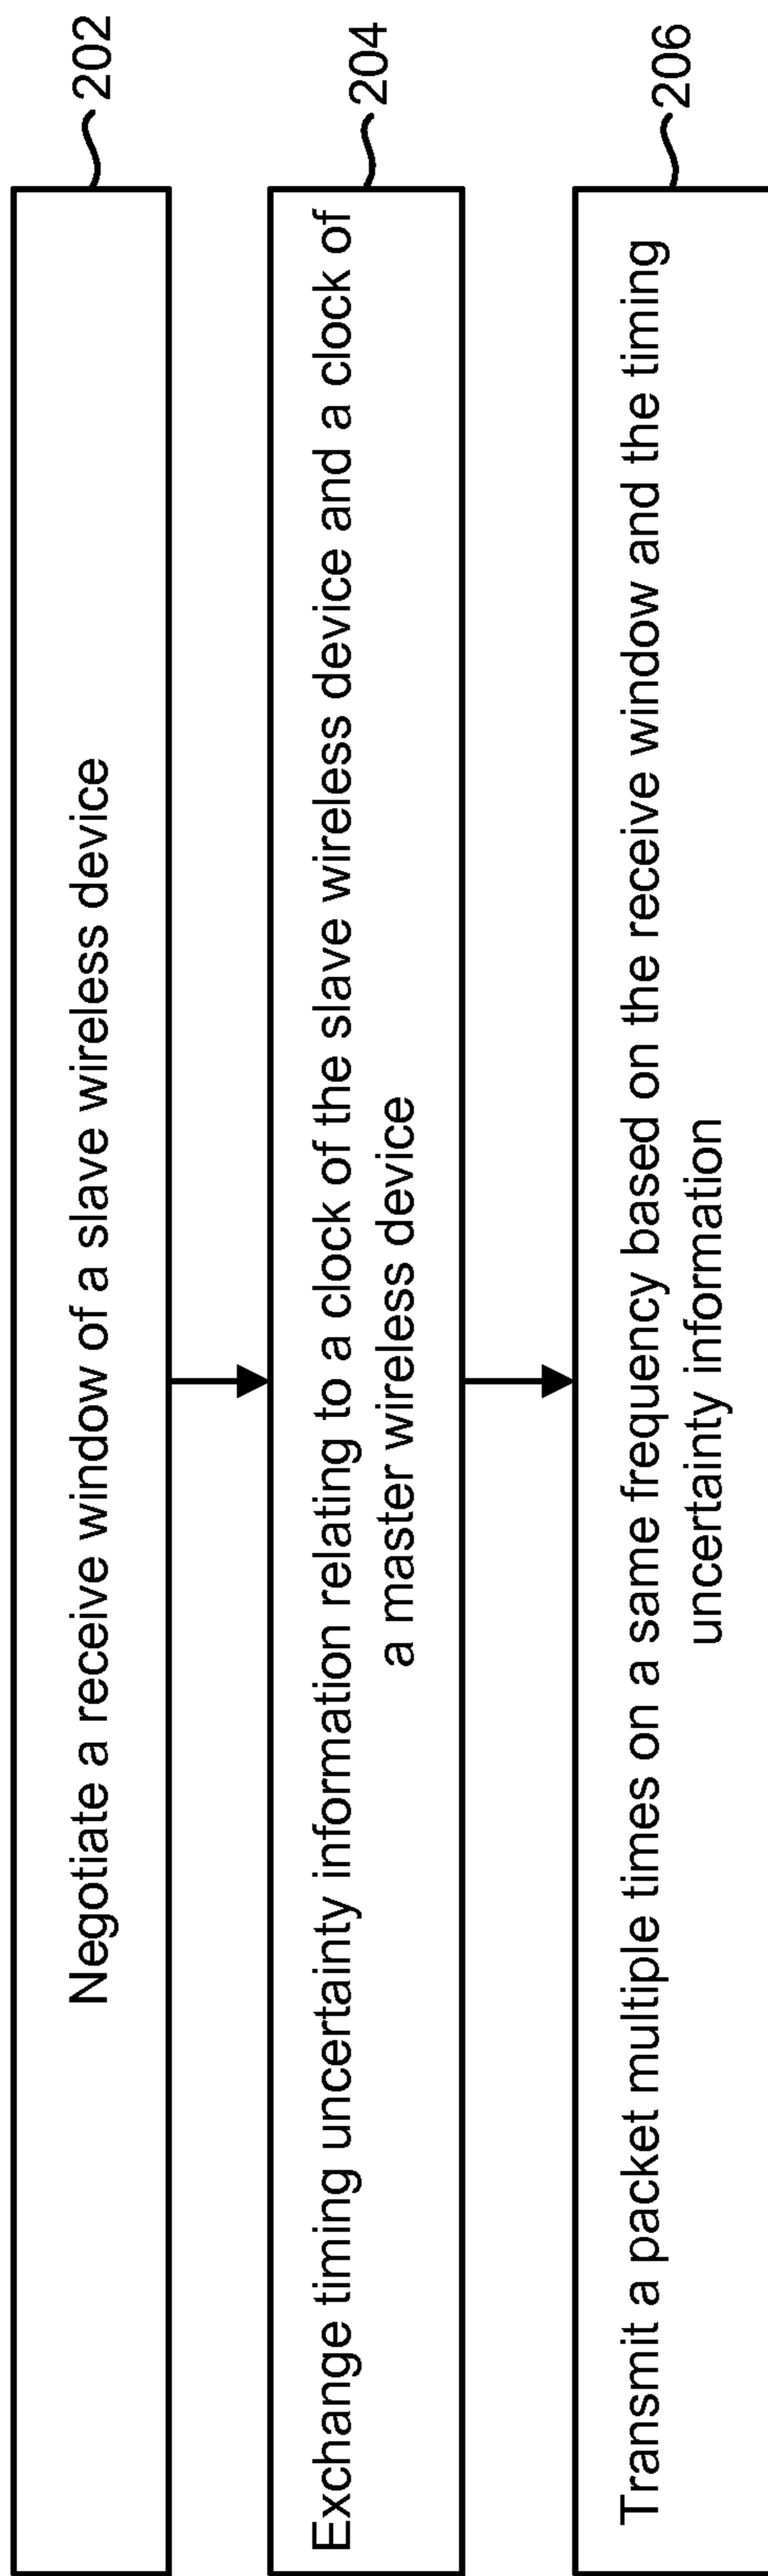 Negotiate a receive window of a slave wireless device
202
Exchange timing uncertainty information relating to a clock of the slave wireless device and a clock of
a master wireless device
204
Transmit a packet multiple times on a same frequency based on the receive window and the timing
uncertainty information
206